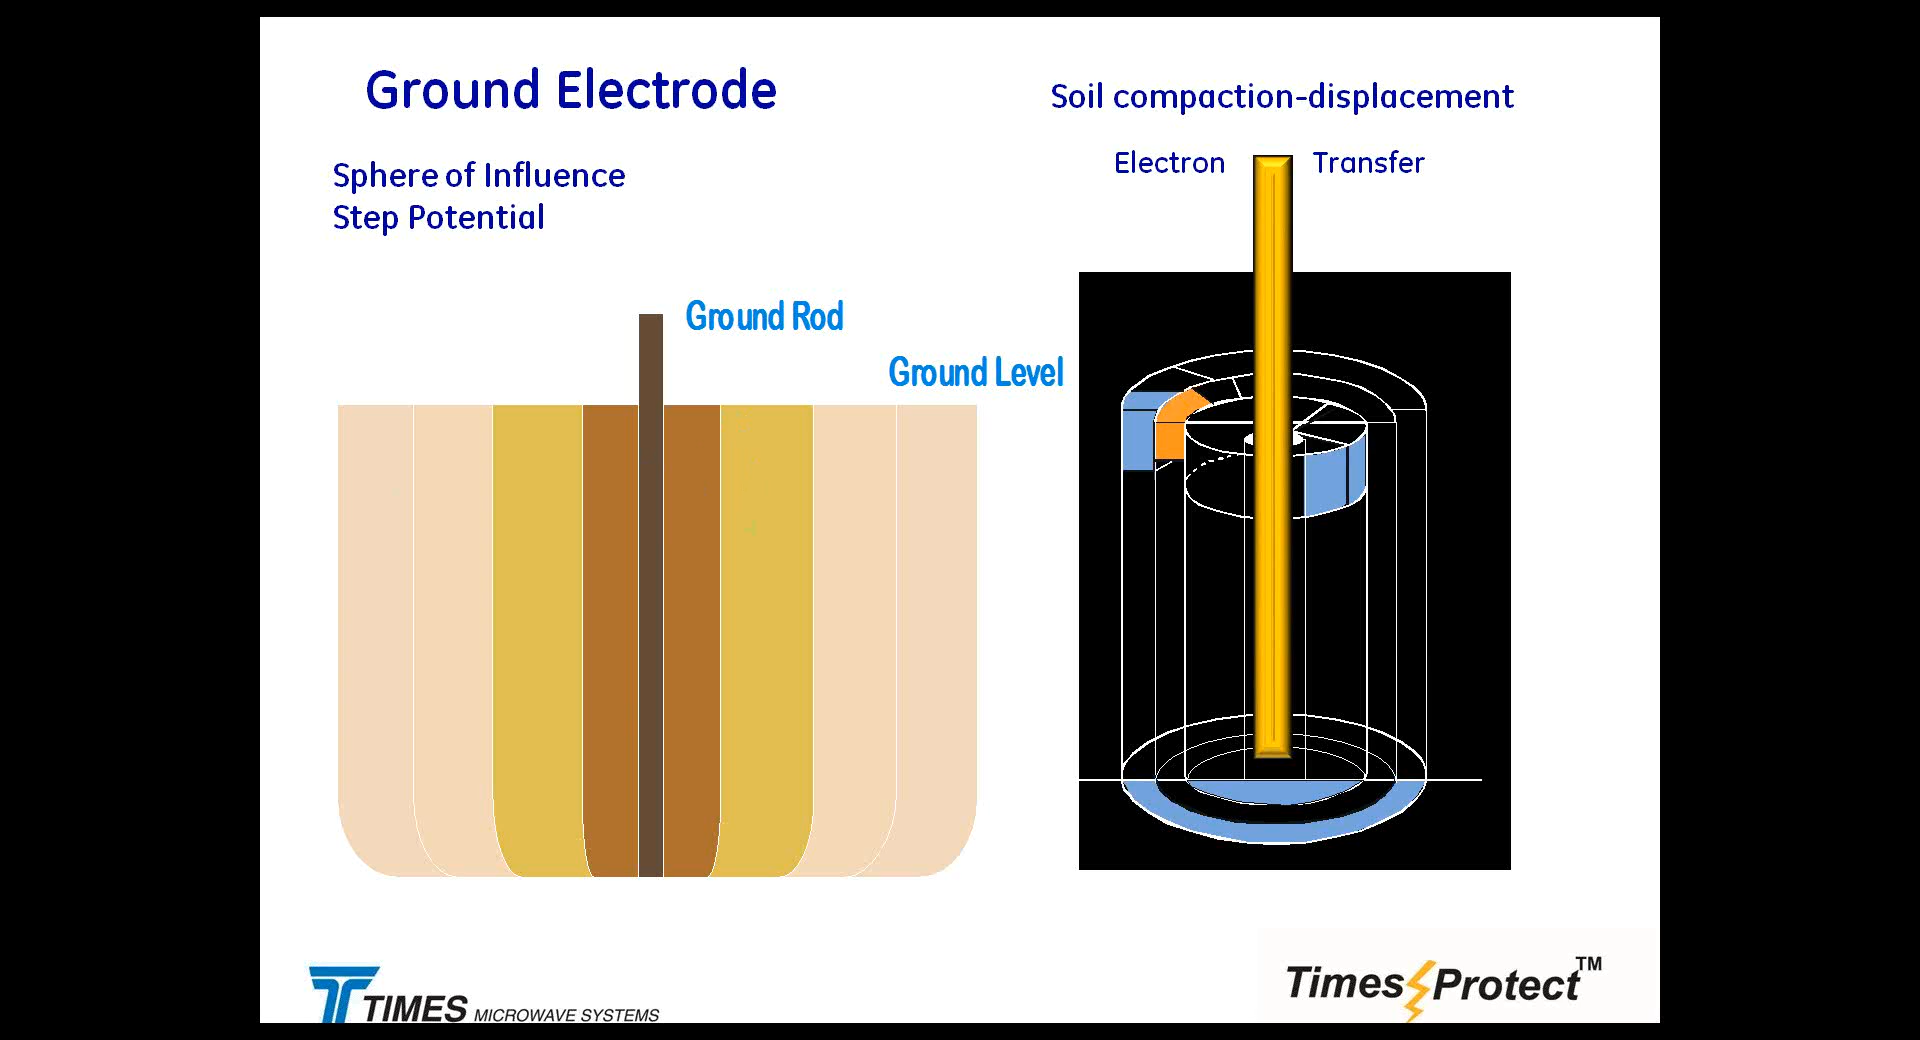 Ground Electrode
Soil compaction-displacement
Electron Transfer
Sphere of Influence
Step Potential
Ground Rod
Ground Level
TIMES MICROWAVE SYSTEMS
Times Protect™